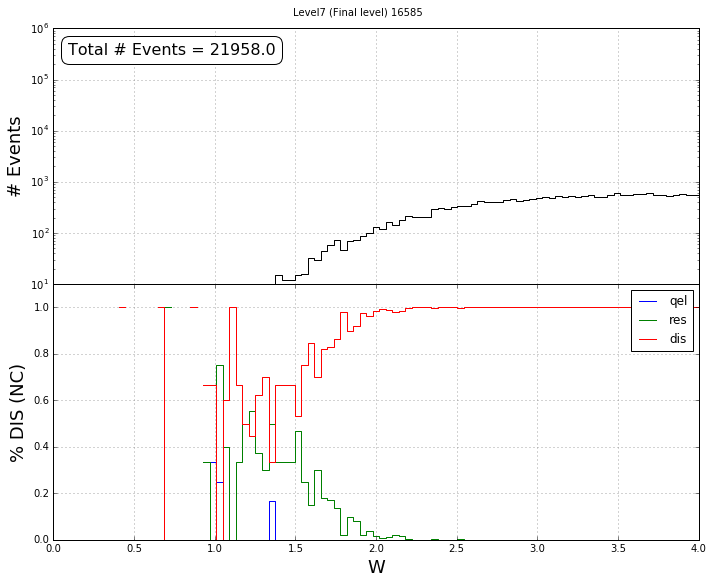 Level7 (Final level) 16585
Total # Events = 21958.0
# Events
10^6
10^5
10^4
10^3
10^2
10^1
% DIS (NC)
1.0
0.8
0.6
0.4
0.2
0.0
qel
res
dis
0.0 0.5 1.0 1.5 2.0 2.5 3.0 3.5 4.0
W